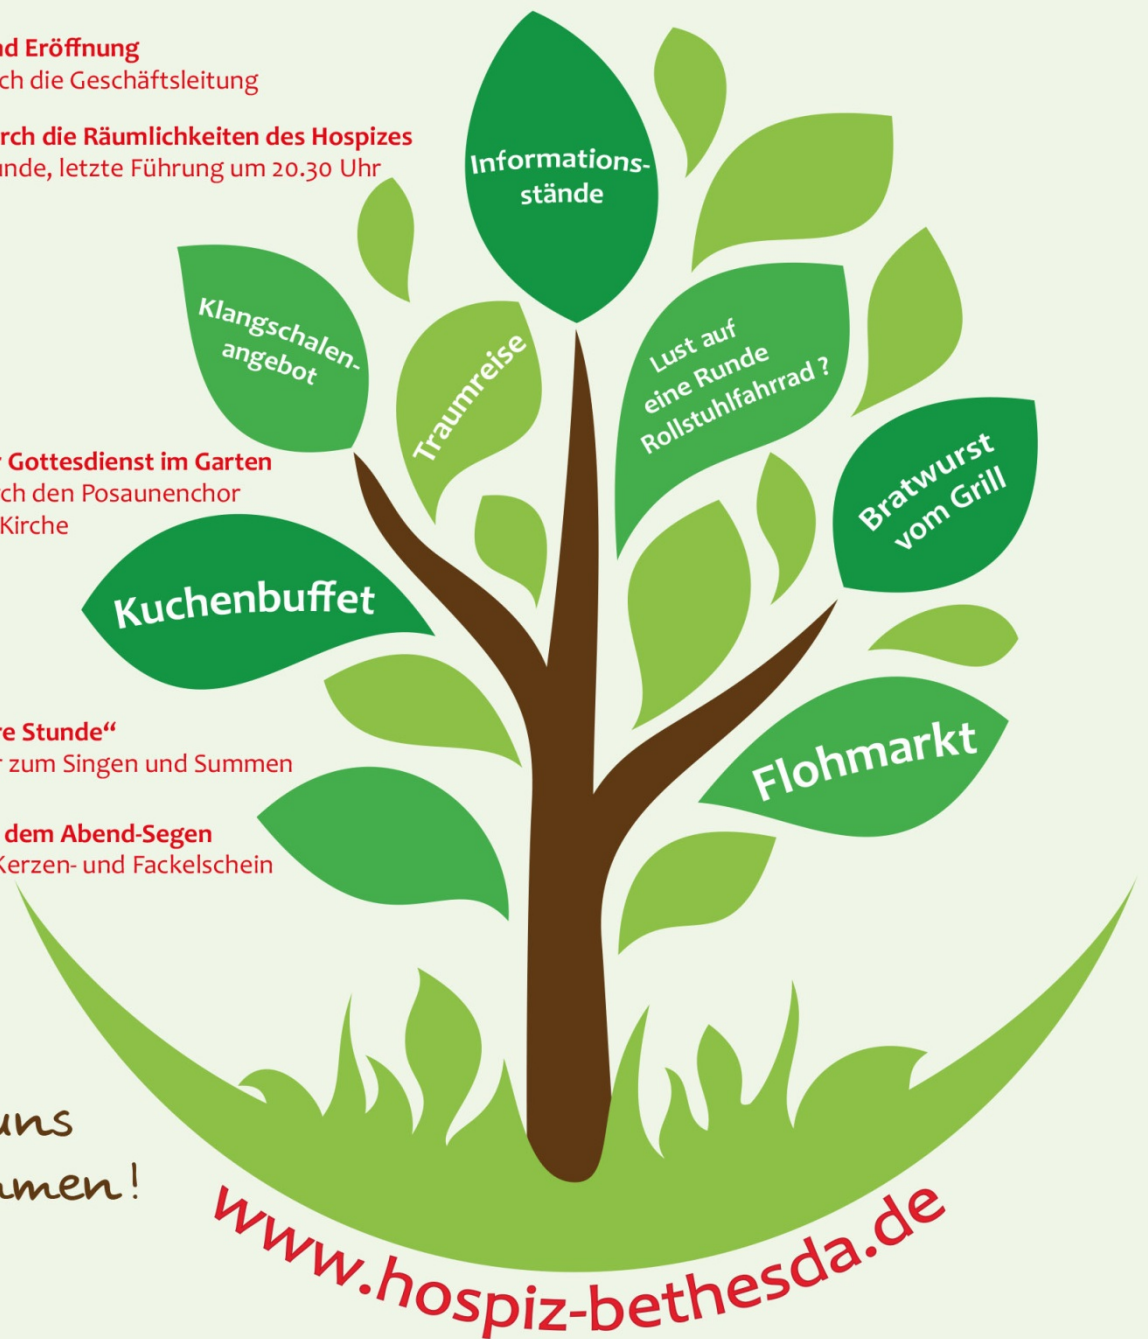 nd Eröffnung
ch die Geschäftsleitung
rch die Räumlichkeiten des Hospizes
unde, letzte Führung um 20.30 Uhr
Informations-
stände
Klangschalen-
angebot
Traumreise
Lust auf
eine Runde
Rollstuhlfahrrad ?
Bratwurst
vom Grill
r Gottesdienst im Garten
rch den Posaunenchor
Kirche
Kuchenbuffet
re Stunde“
r zum Singen und Summen
Flohmarkt
dem Abend-Segen
Kerzen- und Fackelschein
uns
men!
www.hospiz-bethesda.de